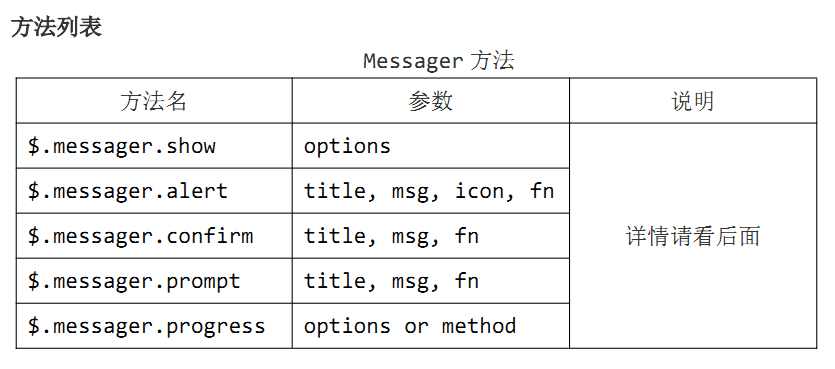 方法列表
Messager 方法
方法名 参数 说明
$.messager.show options
$.messager.alert title, msg, icon, fn
$.messager.confirm title, msg, fn 详情请看后面
$.messager.prompt title, msg, fn
$.messager.progress options or method